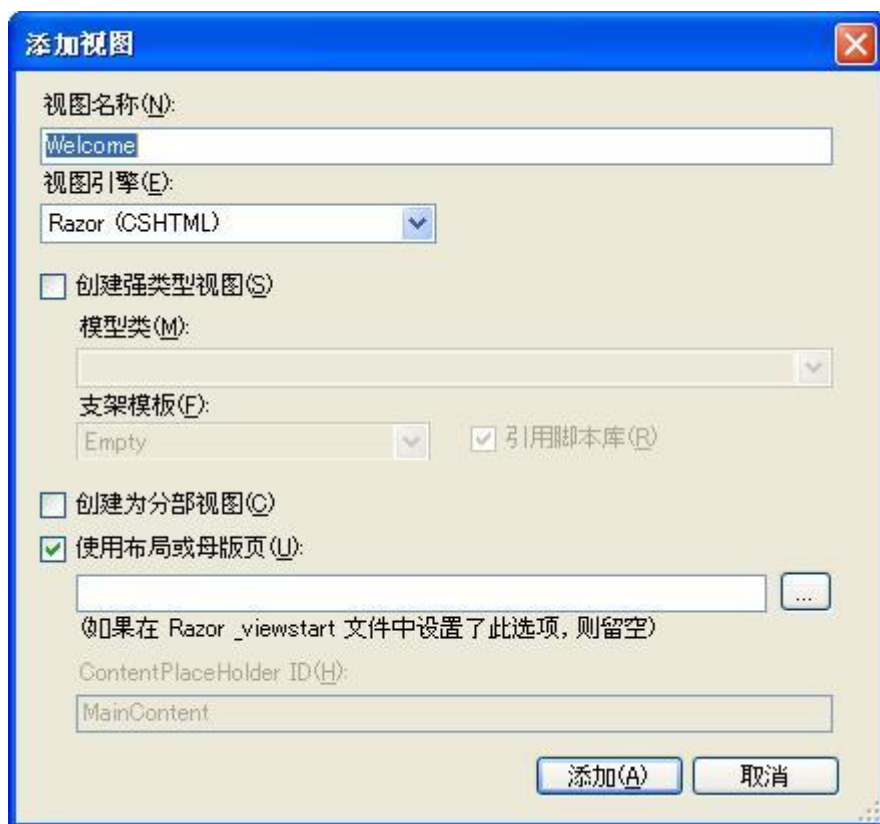 添加视图
视图名称(N):
Welcome
视图引擎(E):
Razor (CSHTML)
创建强类型视图(S)
模型类(M):
支架模板(F):
Empty
引用脚本库(R)
创建为分部视图(C)
使用布局或母版页(U):
...
(如果在 Razor _viewstart 文件中设置了此选项, 则留空)
ContentPlaceHolder ID(H):
MainContent
添加(A)
取消